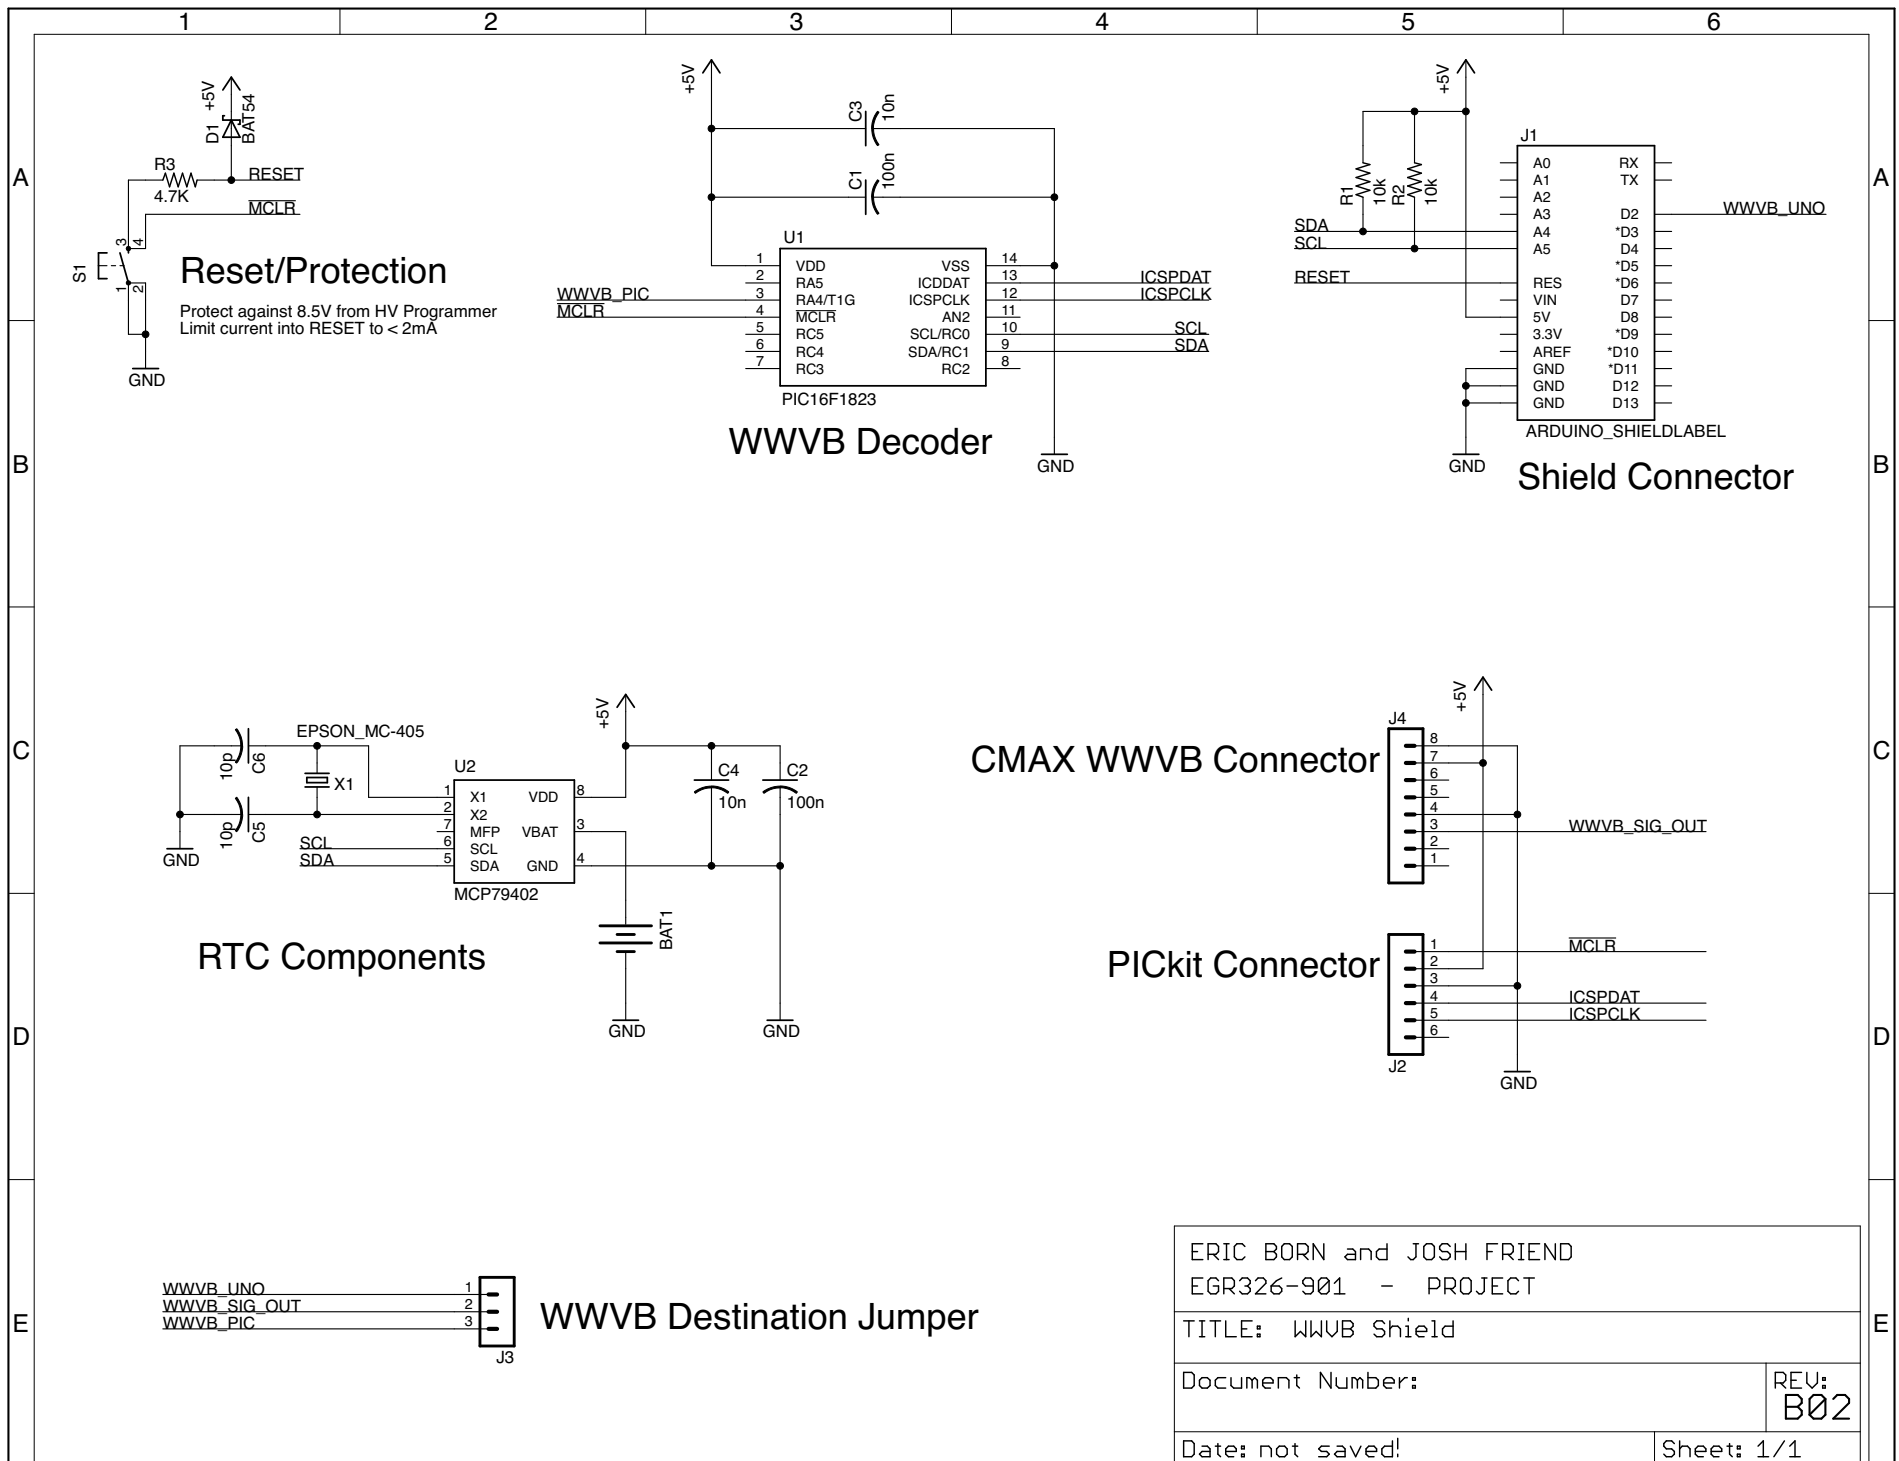 1 2 3 4 5 6
A A
B B
C C
D D
E E
+5V
D1
BAT54
R3
4.7K
RESET
MCLR
S1
3
4
1
2
GND
Reset/Protection
Protect against 8.5V from HV Programmer
Limit current into RESET to < 2mA
+5V
C3
10n
C1
100n
U1
1 VDD VSS 14
2 RA5 ICDDAT 13 ICSPDAT
WWVB_PIC 3 RA4/T1G ICSPCLK 12 ICSPCLK
MCLR 4 MCLR AN2 11
5 RC5 SCL/RC0 10 SCL
6 RC4 SDA/RC1 9 SDA
7 RC3 RC2 8
PIC16F1823
WWVB Decoder
GND
+5V
R1
10k
R2
10k
J1
A0 RX
A1 TX
A2
A3 D2 WWVB_UNO
SDA A4 *D3
SCL A5 D4
*D5
RESET RES *D6
VIN D7
5V D8
3.3V *D9
AREF *D10
GND *D11
GND D12
GND D13
ARDUINO_SHIELDLABEL
GND
Shield Connector
EPSON_MC-405
10p
C6
X1
10p
C5
GND
U2
1 X1 VDD 8
2 X2
7 MFP VBAT 3
SCL 6 SCL
SDA 5 SDA GND 4
MCP79402
+5V
C4
10n
C2
100n
BAT1
GND
GND
RTC Components
CMAX WWVB Connector
J4
+5V
8
7
6
5
4
3 WWVB_SIG_OUT
2
1
PICkit Connector
1 MCLR
2
3
4 ICSPDAT
5 ICSPCLK
6
J2
GND
WWVB_UNO 1
WWVB_SIG_OUT 2
WWVB_PIC 3
J3
WWVB Destination Jumper
ERIC BORN and JOSH FRIEND
EGR326-901 - PROJECT
TITLE: WWVB Shield
Document Number:
REV:
B02
Date: not saved!
Sheet: 1/1